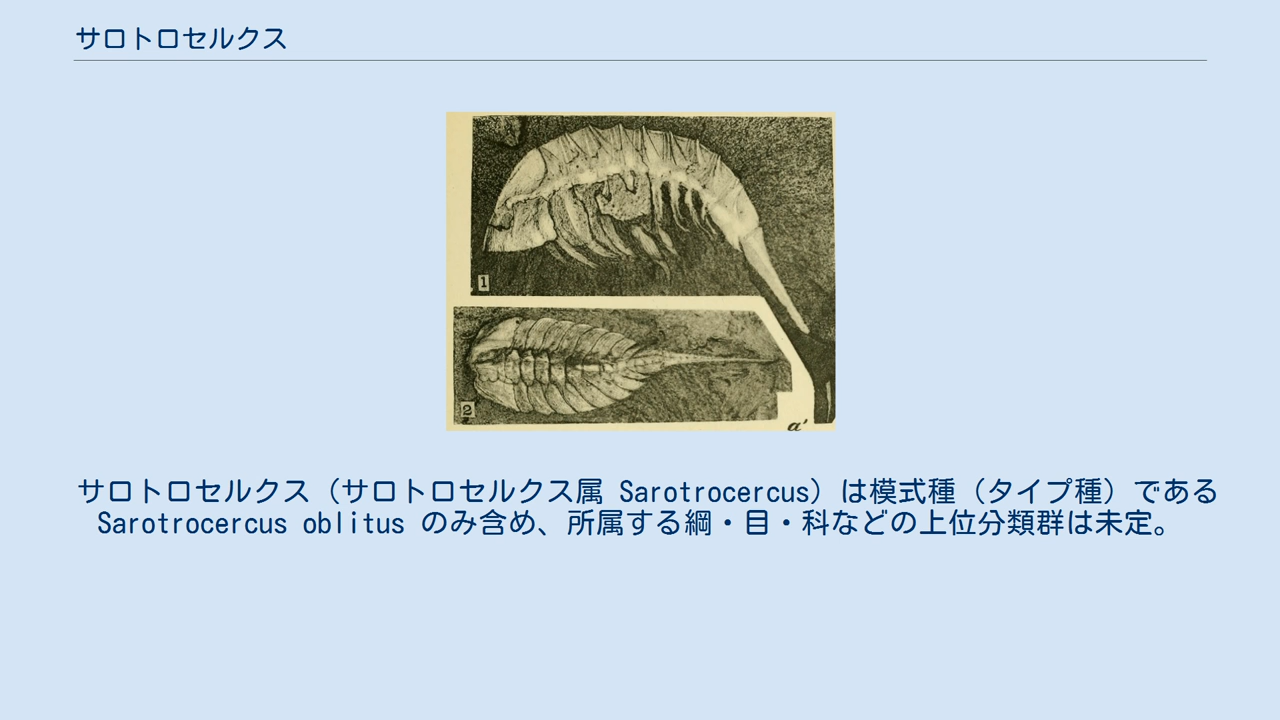 サロトロセルクス
1
2
a'
サロトロセルクス（サロトロセルクス属 Sarotrocercus）は模式種（タイプ種）である
Sarotrocercus oblitus のみ含め、所属する綱・目・科などの上位分類群は未定。